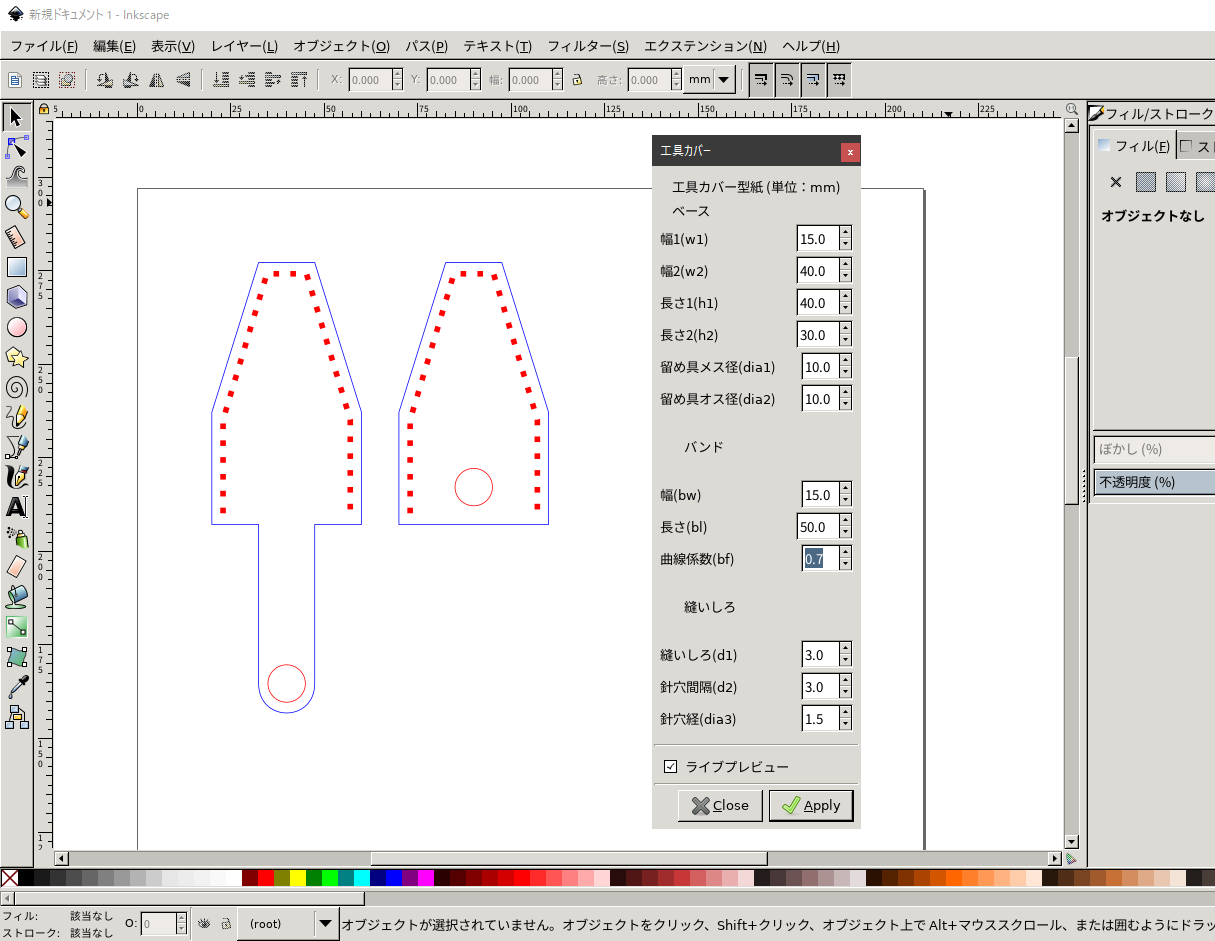 新規ドキュメント 1 - Inkscape
ファイル(F) 編集(E) 表示(V) レイヤー(L) オブジェクト(O) パス(P) テキスト(T) フィルター(S) エクステンション(N) ヘルプ(H)
X: 0.000 Y: 0.000 幅: 0.000 高さ: 0.000 mm
5 0 25 50 75 100 125 150 175 200 225
フィル/ストローク
フィル(F) スト
オブジェクトなし
ぼかし (%)
不透明度 (%)
300
275
250
225
200
175
150
12
工具カバー
工具カバー型紙 (単位：mm)
ベース
幅1(w1) 15.0
幅2(w2) 40.0
長さ1(h1) 40.0
長さ2(h2) 30.0
留め具メス径(dia1) 10.0
留め具オス径(dia2) 10.0
バンド
幅(bw) 15.0
長さ(bl) 50.0
曲線係数(bf) 0.7
縫いしろ
縫いしろ(d1) 3.0
針穴間隔(d2) 3.0
針穴経(dia3) 1.5
ライブプレビュー
Close Apply
フィル: 該当なし
ストローク: 該当なし
O: 0 (root) オブジェクトが選択されていません。オブジェクトをクリック、Shift+クリック、オブジェクト上で Alt+マウススクロール、または囲むようにドラッ